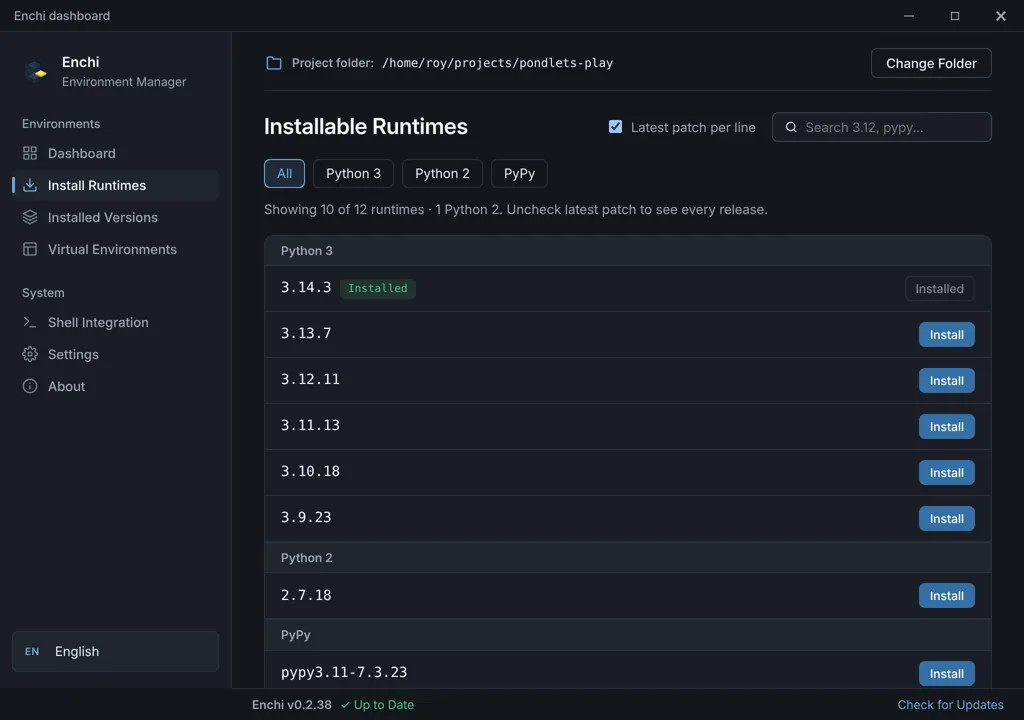 Enchi dashboard
Enchi
Environment Manager
Environments
Dashboard
Install Runtimes
Installed Versions
Virtual Environments
System
Shell Integration
Settings
About
EN English
Project folder: /home/roy/projects/pondlets-play
Change Folder
Installable Runtimes
Latest patch per line
Search 3.12, pypy...
All
Python 3
Python 2
PyPy
Showing 10 of 12 runtimes · 1 Python 2. Uncheck latest patch to see every release.
Python 3
3.14.3 Installed Installed
3.13.7 Install
3.12.11 Install
3.11.13 Install
3.10.18 Install
3.9.23 Install
Python 2
2.7.18 Install
PyPy
pypy3.11-7.3.23 Install
Enchi v0.2.38 ✓ Up to Date
Check for Updates